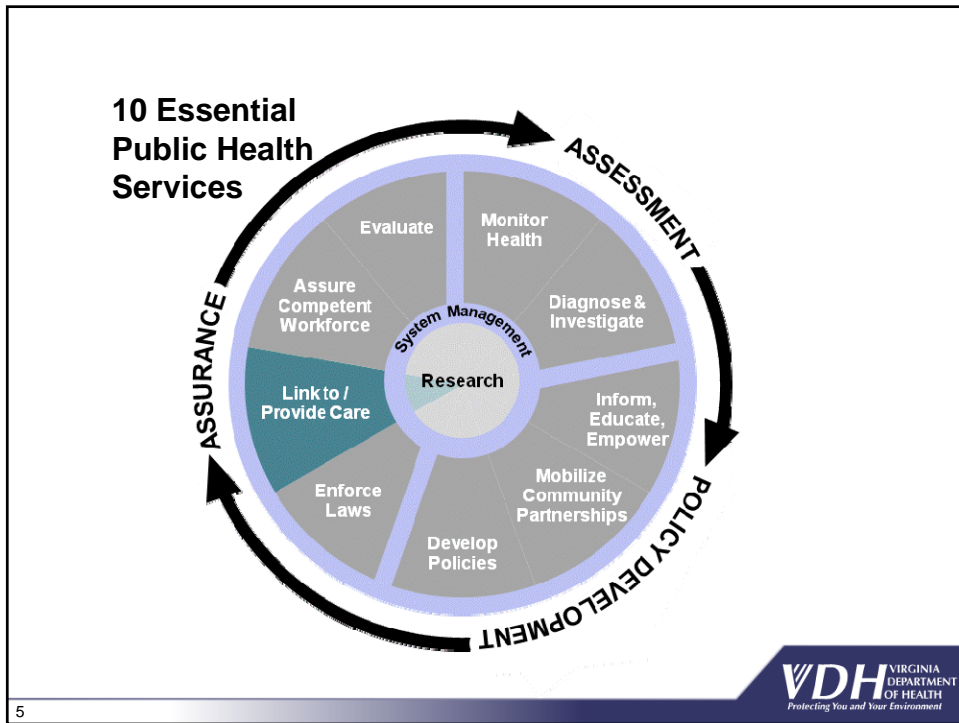 10 Essential
Public Health
Services
ASSESSMENT
POLICY DEVELOPMENT
ASSURANCE
Monitor
Health
Diagnose &
Investigate
Inform,
Educate,
Empower
Mobilize
Community
Partnerships
Develop
Policies
Enforce
Laws
Link to /
Provide Care
Assure
Competent
Workforce
Evaluate
System Management
Research
VDH VIRGINIA
DEPARTMENT
OF HEALTH
Protecting You and Your Environment
5